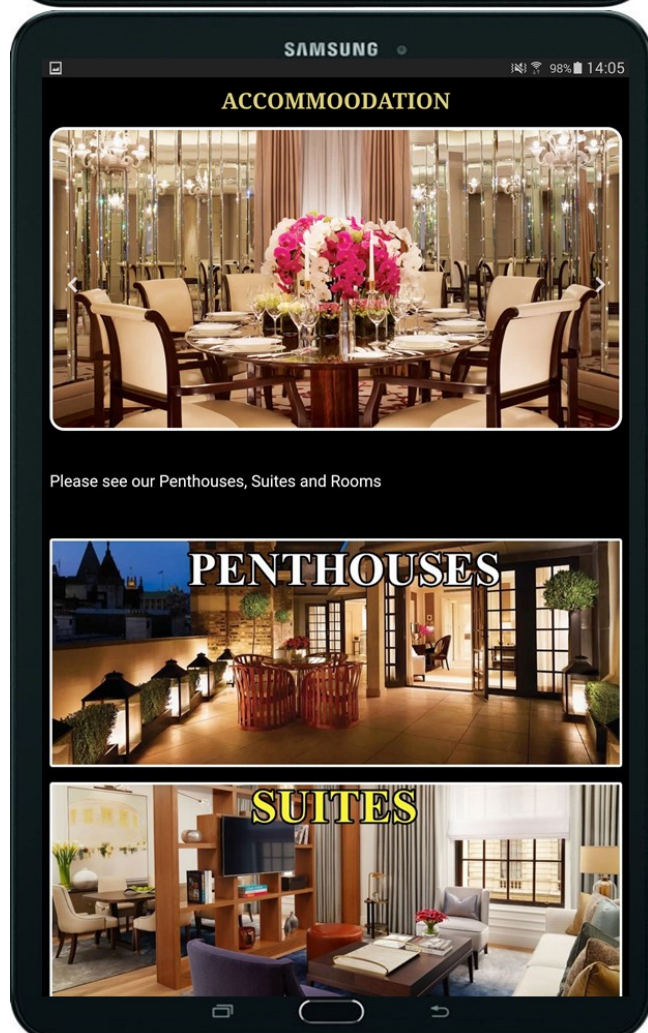 SAMSUNG
98% 14:05
ACCOMMOODATION
Please see our Penthouses, Suites and Rooms
PENTHOUSES
SUITES